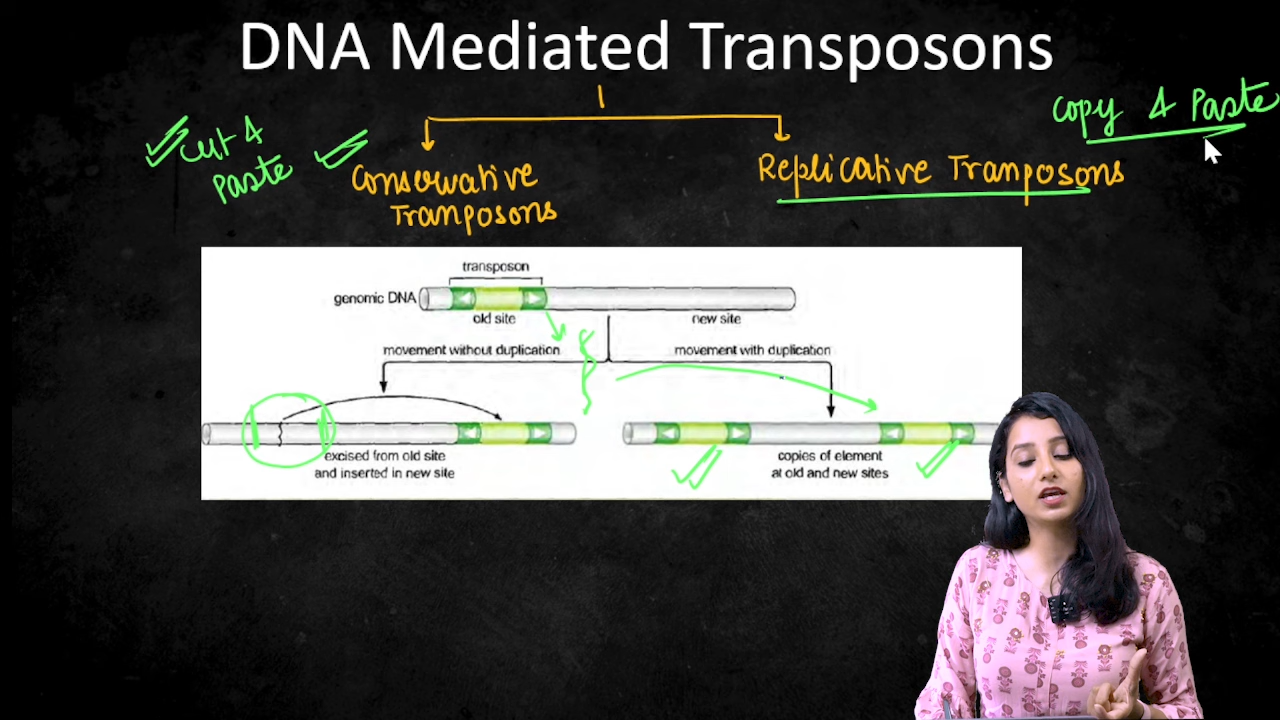 DNA Mediated Transposons
Copy & Paste
Cut &
Paste
Conservative
Tranposons
Replicative Tranposons
transposon
genomic DNA
old site
new site
movement without duplication
movement with duplication
excised from old site
and inserted in new site
copies of element
at old and new sites